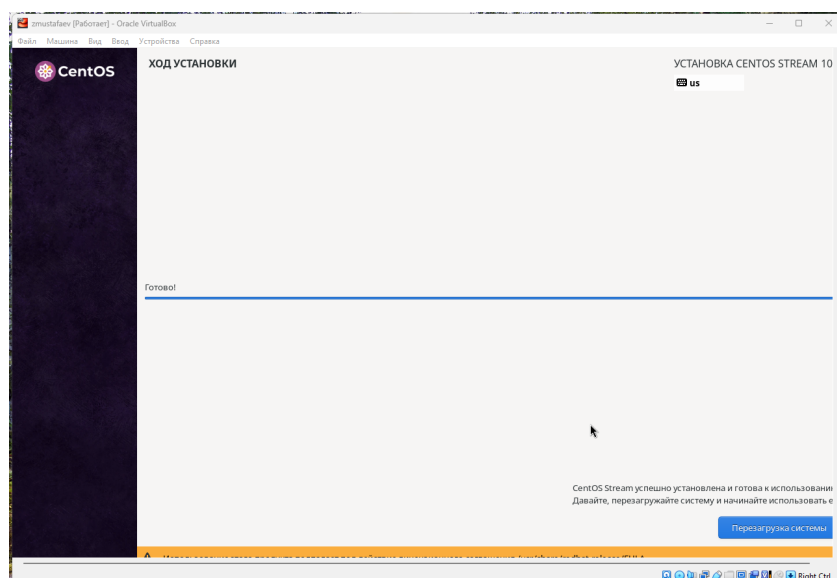 zmustafaev [Работает] - Oracle VirtualBox
Файл Машина Вид Ввод Устройства Справка
CentOS
ХОД УСТАНОВКИ
УСТАНОВКА CENTOS STREAM 10
us
Готово!
CentOS Stream успешно установлена и готова к использовани
Давайте, перезагружайте систему и начинайте использовать е
Перезагрузка системы
Right Ctrl